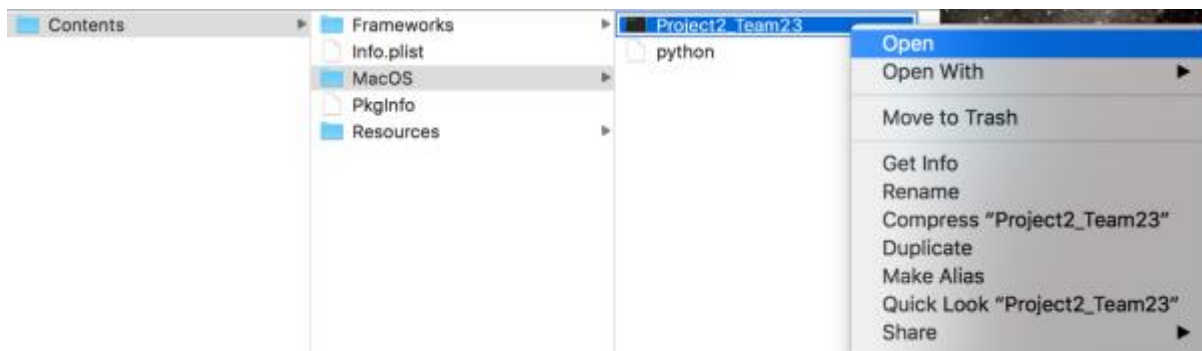 Contents
Frameworks
Info.plist
MacOS
PkgInfo
Resources
Project2_Team23
python
Open
Open With
Move to Trash
Get Info
Rename
Compress “Project2_Team23”
Duplicate
Make Alias
Quick Look “Project2_Team23”
Share